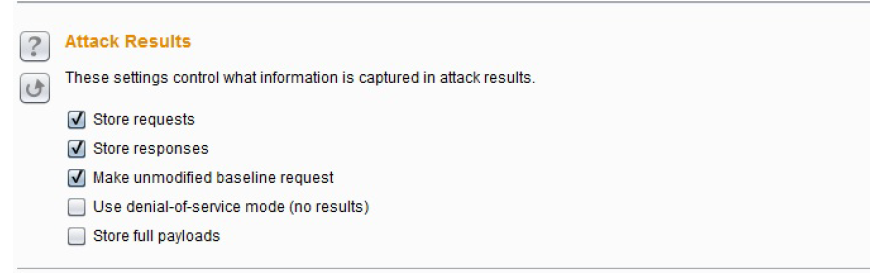 ?
Attack Results
These settings control what information is captured in attack results.
Store requests
Store responses
Make unmodified baseline request
Use denial-of-service mode (no results)
Store full payloads